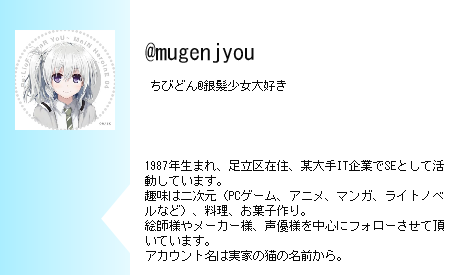 @mugenjyou
ちびどん@銀髪少女大好き
1987年生まれ、足立区在住、某大手IT企業でSEとして活
動しています。
趣味は二次元（PCゲーム、アニメ、マンガ、ライトノベ
ルなど）、料理、お菓子作り。
絵師様やメーカー様、声優様を中心にフォローさせて頂
いています。
アカウント名は実家の猫の名前から。